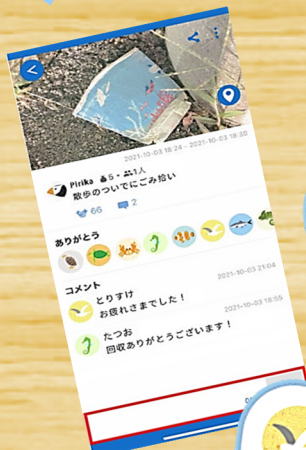 2021-10-03 18:24 - 2021-10-03 18:30
Pirika 5・1人
散歩のついでにごみ拾い
66 2
ありがとう
コメント
とりすけ 2021-10-03 21:04
お疲れさまでした!
たつお 2021-10-03 18:55
回収ありがとうございます!